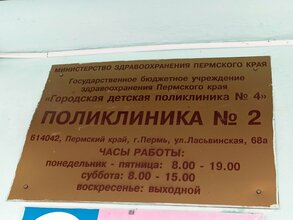 МИНИСТЕРСТВО ЗДРАВООХРАНЕНИЯ ПЕРМСКОГО КРАЯ
Государственное бюджетное учреждение
здравоохранения Пермского края
«Городская детская поликлиника № 4»
ПОЛИКЛИНИКА № 2
614042, Пермский край, г.Пермь, ул.Ласьвинская, 68а
ЧАСЫ РАБОТЫ:
понедельник - пятница: 8.00 - 19.00
суббота: 8.00 - 15.00
воскресенье: выходной